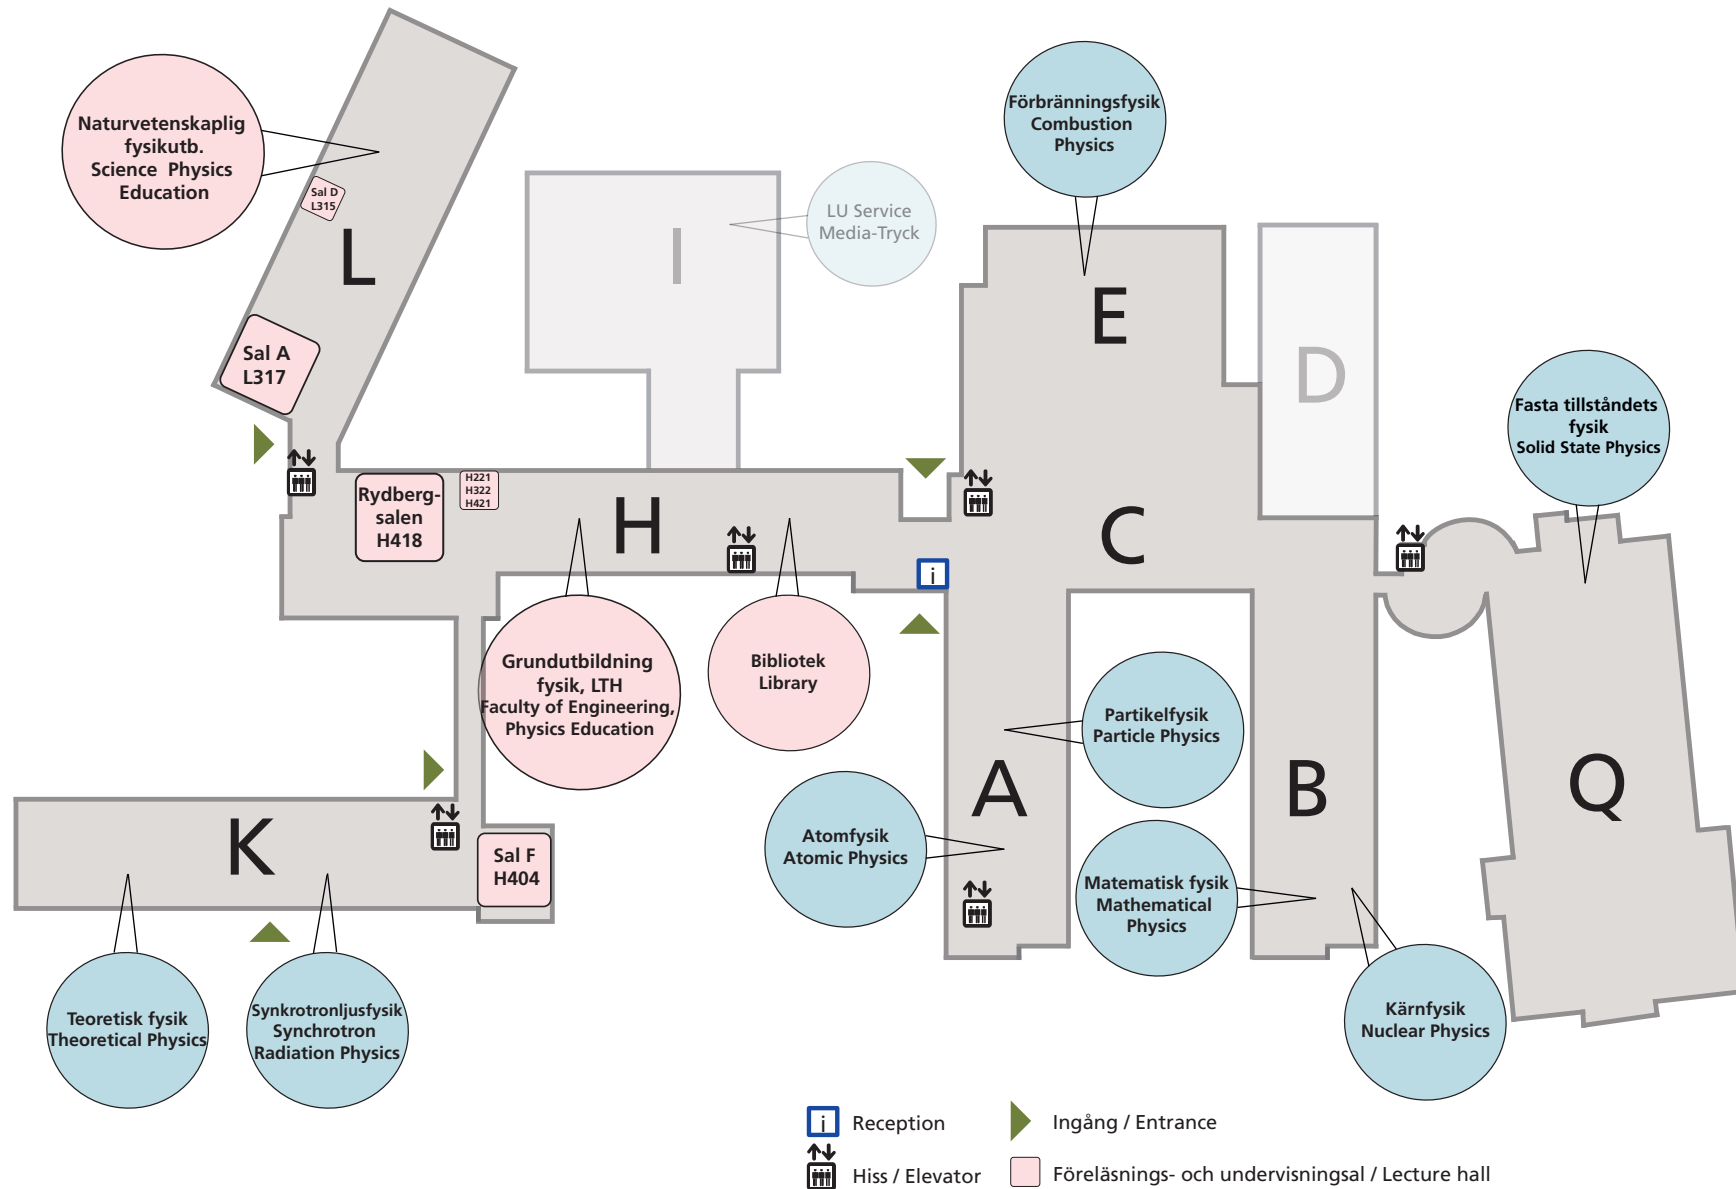 Naturvetenskaplig
fysikutb.
Science Physics
Education
Sal D
L315
L
Sal A
L317
I
LU Service
Media-Tryck
Förbränningsfysik
Combustion
Physics
E
D
Fasta tillståndets
fysik
Solid State Physics
Rydberg-
salen
H418
H221
H322
H421
H
C
i
Grundutbildning
fysik, LTH
Faculty of Engineering,
Physics Education
Bibliotek
Library
Partikelfysik
Particle Physics
A
B
Q
K
Sal F
H404
Atomfysik
Atomic Physics
Matematisk fysik
Mathematical
Physics
Teoretisk fysik
Theoretical Physics
Synkrotronljusfysik
Synchrotron
Radiation Physics
Kärnfysik
Nuclear Physics
i Reception
Ingång / Entrance
Hiss / Elevator
Föreläsnings- och undervisningsal / Lecture hall